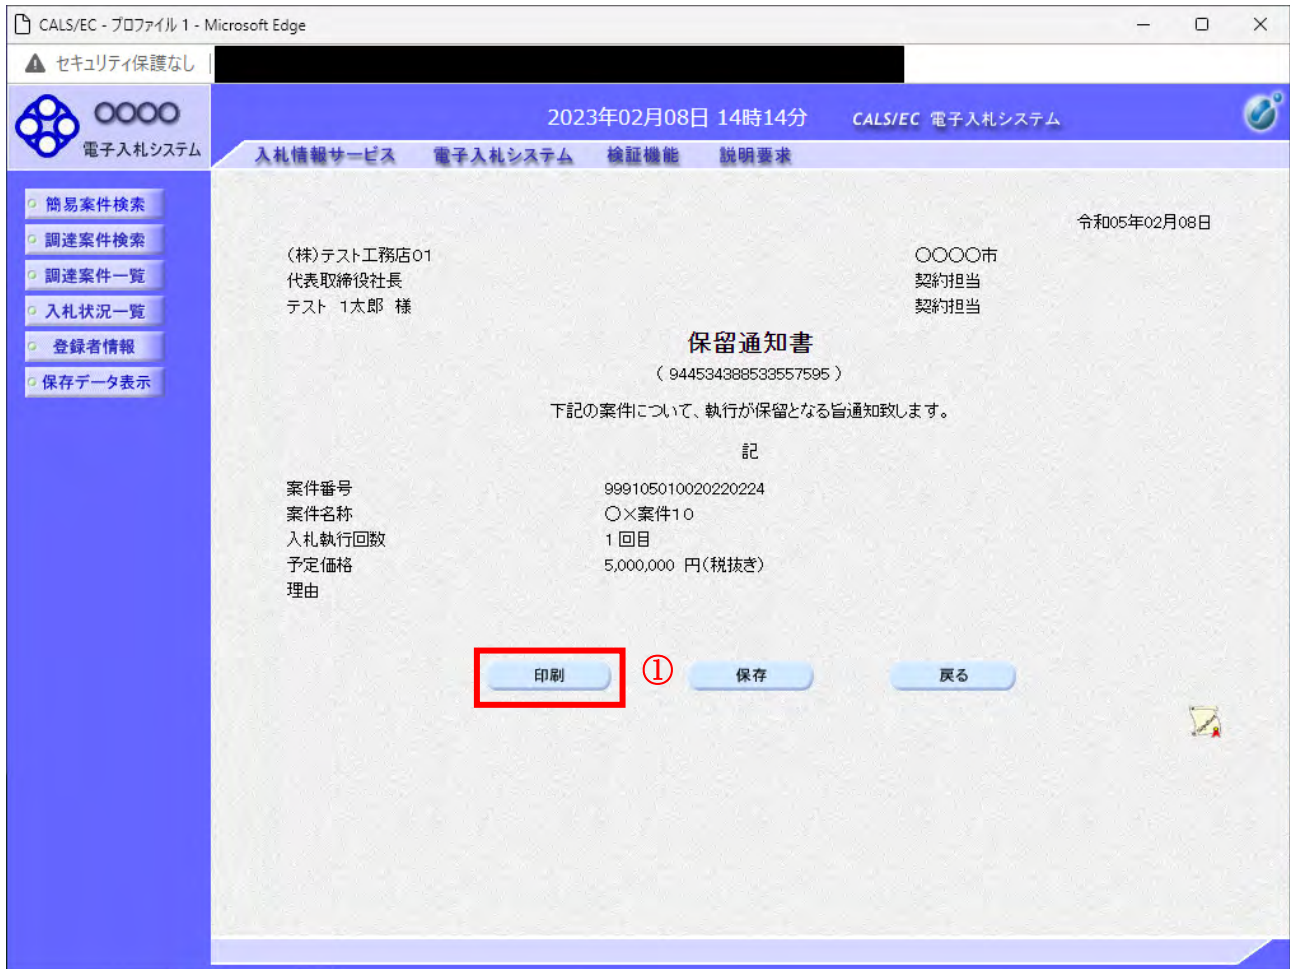 CALS/EC - プロファイル 1 - Microsoft Edge
セキュリティ保護なし
〇〇〇〇
電子入札システム
2023年02月08日 14時14分
CALS/EC 電子入札システム
入札情報サービス 電子入札システム 検証機能 説明要求
簡易案件検索
調達案件検索
調達案件一覧
入札状況一覧
登録者情報
保存データ表示
令和05年02月08日
(株)テスト工務店01
代表取締役社長
テスト 1太郎 様
〇〇〇〇市
契約担当
契約担当
保留通知書
( 944534388533557595 )
下記の案件について、執行が保留となる旨通知致します。
記
案件番号 999105010020220224
案件名称 〇×案件10
入札執行回数 1回目
予定価格 5,000,000 円(税抜き)
理由
印刷 ① 保存 戻る